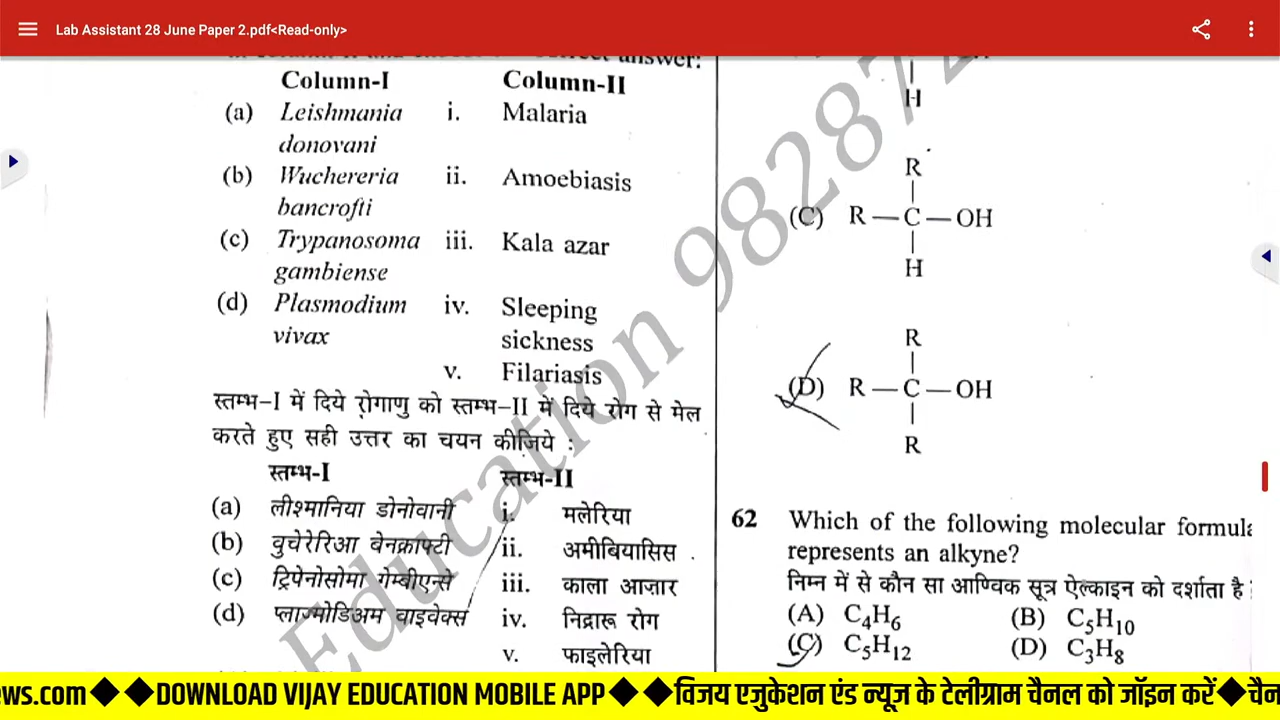 Lab Assistant 28 June Paper 2.pdf<Read-only>
Column-I Column-II
(a) Leishmania i. Malaria
donovani
(b) Wuchereria ii. Amoebiasis
bancrofti
(c) Trypanosoma iii. Kala azar
gambiense
(d) Plasmodium iv. Sleeping
vivax sickness
v. Filariasis
स्तम्भ-I में दिये रोगाणु को स्तम्भ-II में दिये रोग से मेल
करते हुए सही उत्तर का चयन कीजिये :
स्तम्भ-I स्तम्भ-II
(a) लीश्मानिया डोनोवानी i. मलेरिया
(b) वुचेरेरिआ बेनक्राफ्टी ii. अमीबियासिस
(c) ट्रिपेनोसोमा गेम्बीएन्से iii. काला आज़ार
(d) प्लाज्मोडिअम वाइवेक्स iv. निद्रारू रोग
v. फाइलेरिया
H
R
(C) R — C — OH
H
R
(D) R — C — OH
R
62 Which of the following molecular formula
represents an alkyne?
निम्न में से कौन सा आण्विक सूत्र ऐल्काइन को दर्शाता है
(A) C4H6 (B) C5H10
(C) C5H12 (D) C3H8
Education 982872
news.com◆ ◆DOWNLOAD VIJAY EDUCATION MOBILE APP◆ ◆विजय एजुकेशन एंड न्यूज के टेलीग्राम चैनल को जॉइन करें◆चैन